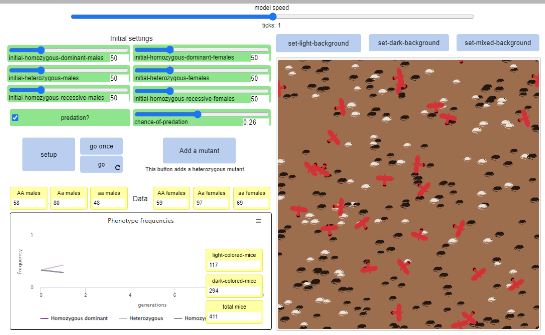 model speed
ticks: 1
Initial settings
set-light-background
set-dark-background
set-mixed-background
initial-homozygous-dominant-males 50
initial-homozygous-dominant-females 50
initial-heterozygous-males 50
initial-heterozygous-females 50
initial-homozygous-recessive-males 50
initial-homozygous-recessive-females 50
predation?
chance-of-predation 0.26
setup
go once
go
Add a mutant
This button adds a heterozygous mutant
AA males
58
Aa males
80
aa males
48
Data
AA females
59
Aa females
97
aa females
69
Phenotype frequencies
1
Frequency
0
0
2
4
6
generations
light-colored-mice
117
dark-colored-mice
294
total mice
411
Homozygous dominant
Heterozygous